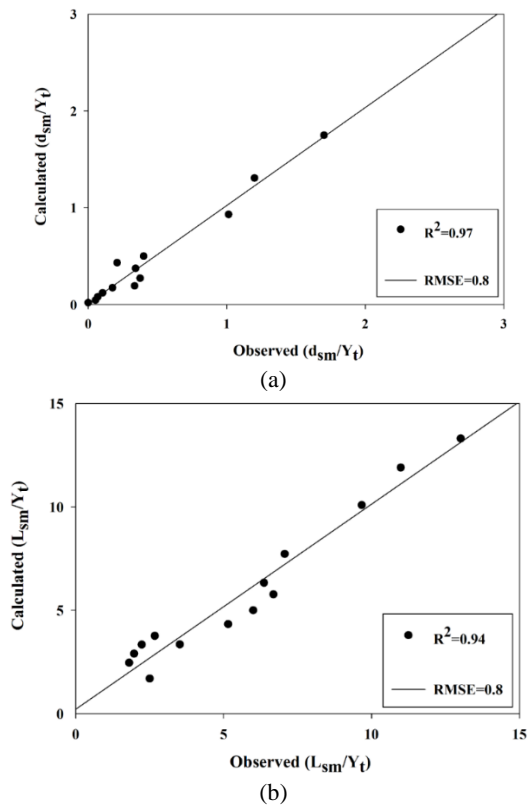 3
2
1
0
Calculated (dsm/Yt)
R2=0.97
RMSE=0.8
0 1 2 3
Observed (dsm/Yt)
(a)
15
10
5
0
Calculated (Lsm/Yt)
R2=0.94
RMSE=0.8
0 5 10 15
Observed (Lsm/Yt)
(b)